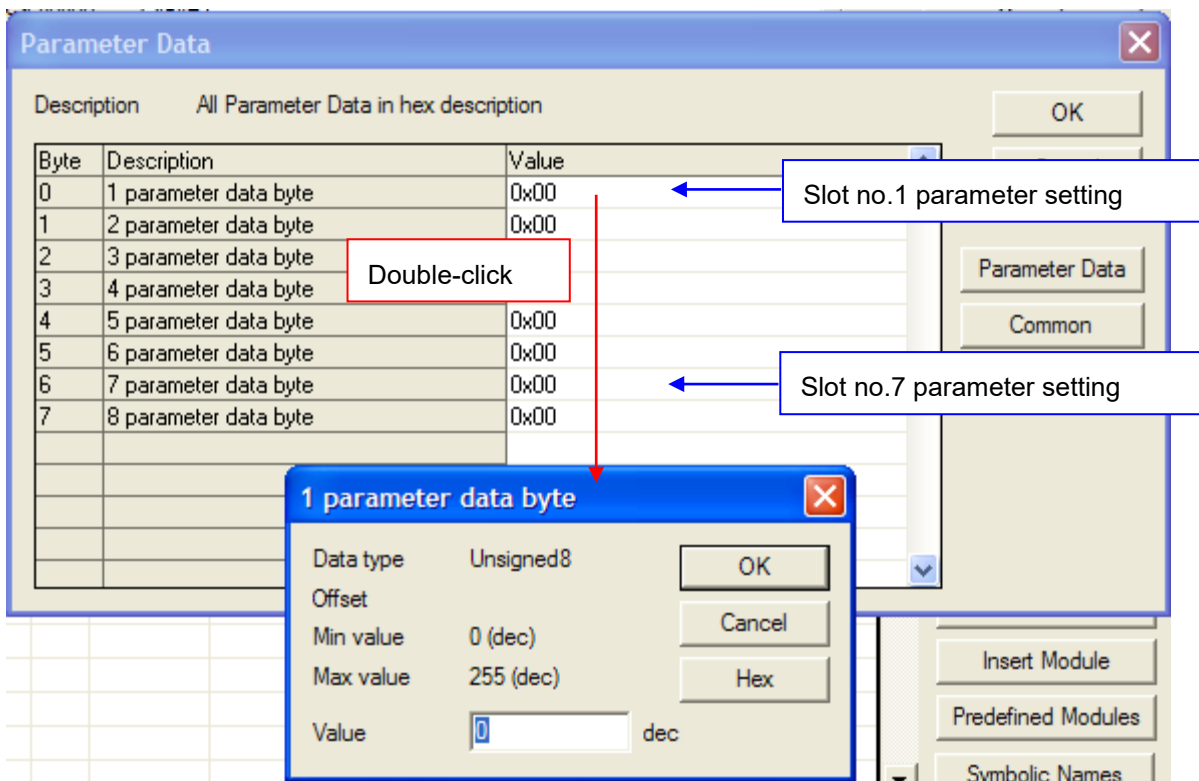 Parameter Data
Description All Parameter Data in hex description
OK
Byte Description Value
0 1 parameter data byte 0x00
Slot no.1 parameter setting
1 2 parameter data byte 0x00
2 3 parameter data byte
Double-click
Parameter Data
3 4 parameter data byte
4 5 parameter data byte 0x00
Common
5 6 parameter data byte 0x00
6 7 parameter data byte 0x00
Slot no.7 parameter setting
7 8 parameter data byte 0x00
1 parameter data byte
Data type Unsigned8
OK
Offset
Min value 0 (dec)
Cancel
Max value 255 (dec)
Hex
Value 0 dec
Insert Module
Predefined Modules
Symbolic Names